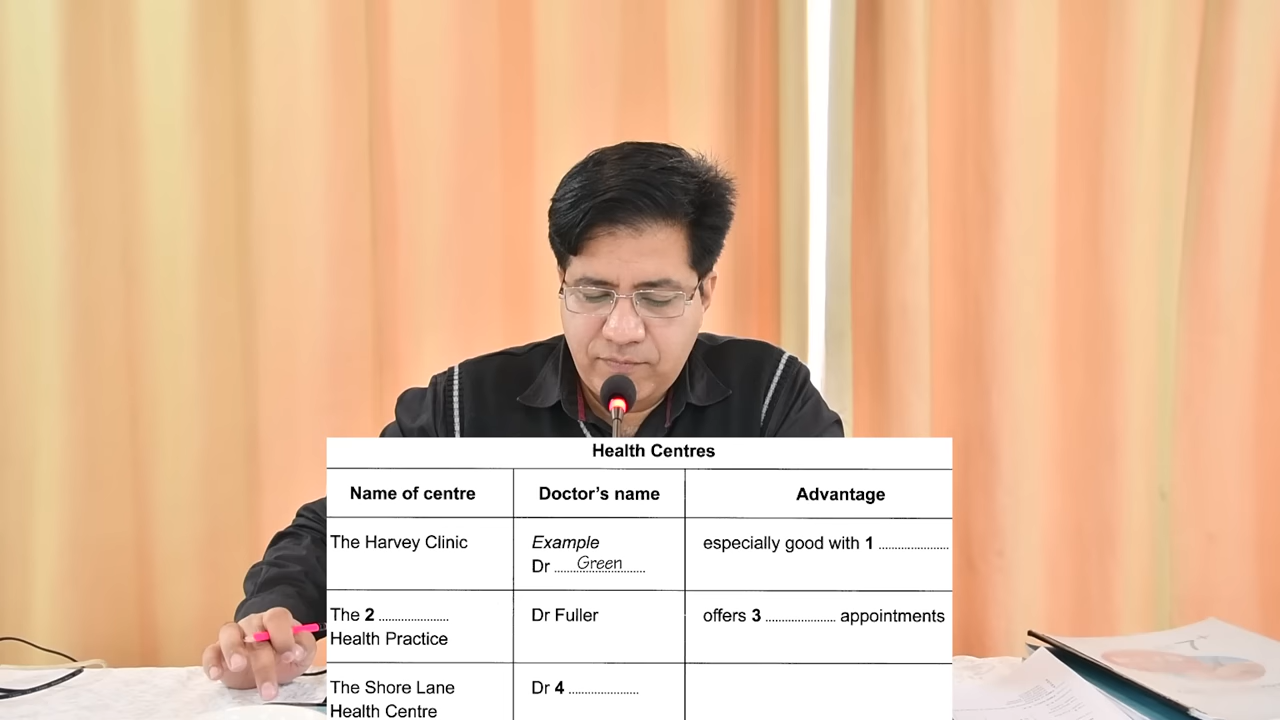 Health Centres
Name of centre Doctor's name Advantage
The Harvey Clinic
Example
Dr ........Green........
especially good with 1 ........................
The 2 ........................
Health Practice
Dr Fuller
offers 3 ........................ appointments
The Shore Lane
Health Centre
Dr 4 ........................